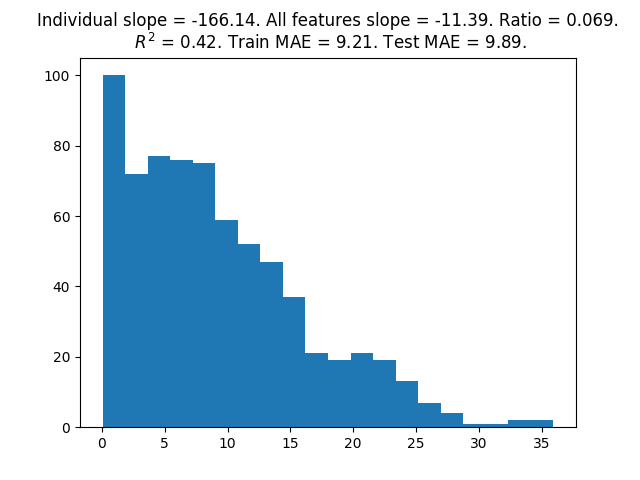 Individual slope = -166.14. All features slope = -11.39. Ratio = 0.069.
R² = 0.42. Train MAE = 9.21. Test MAE = 9.89.
100
80
60
40
20
0
0 5 10 15 20 25 30 35